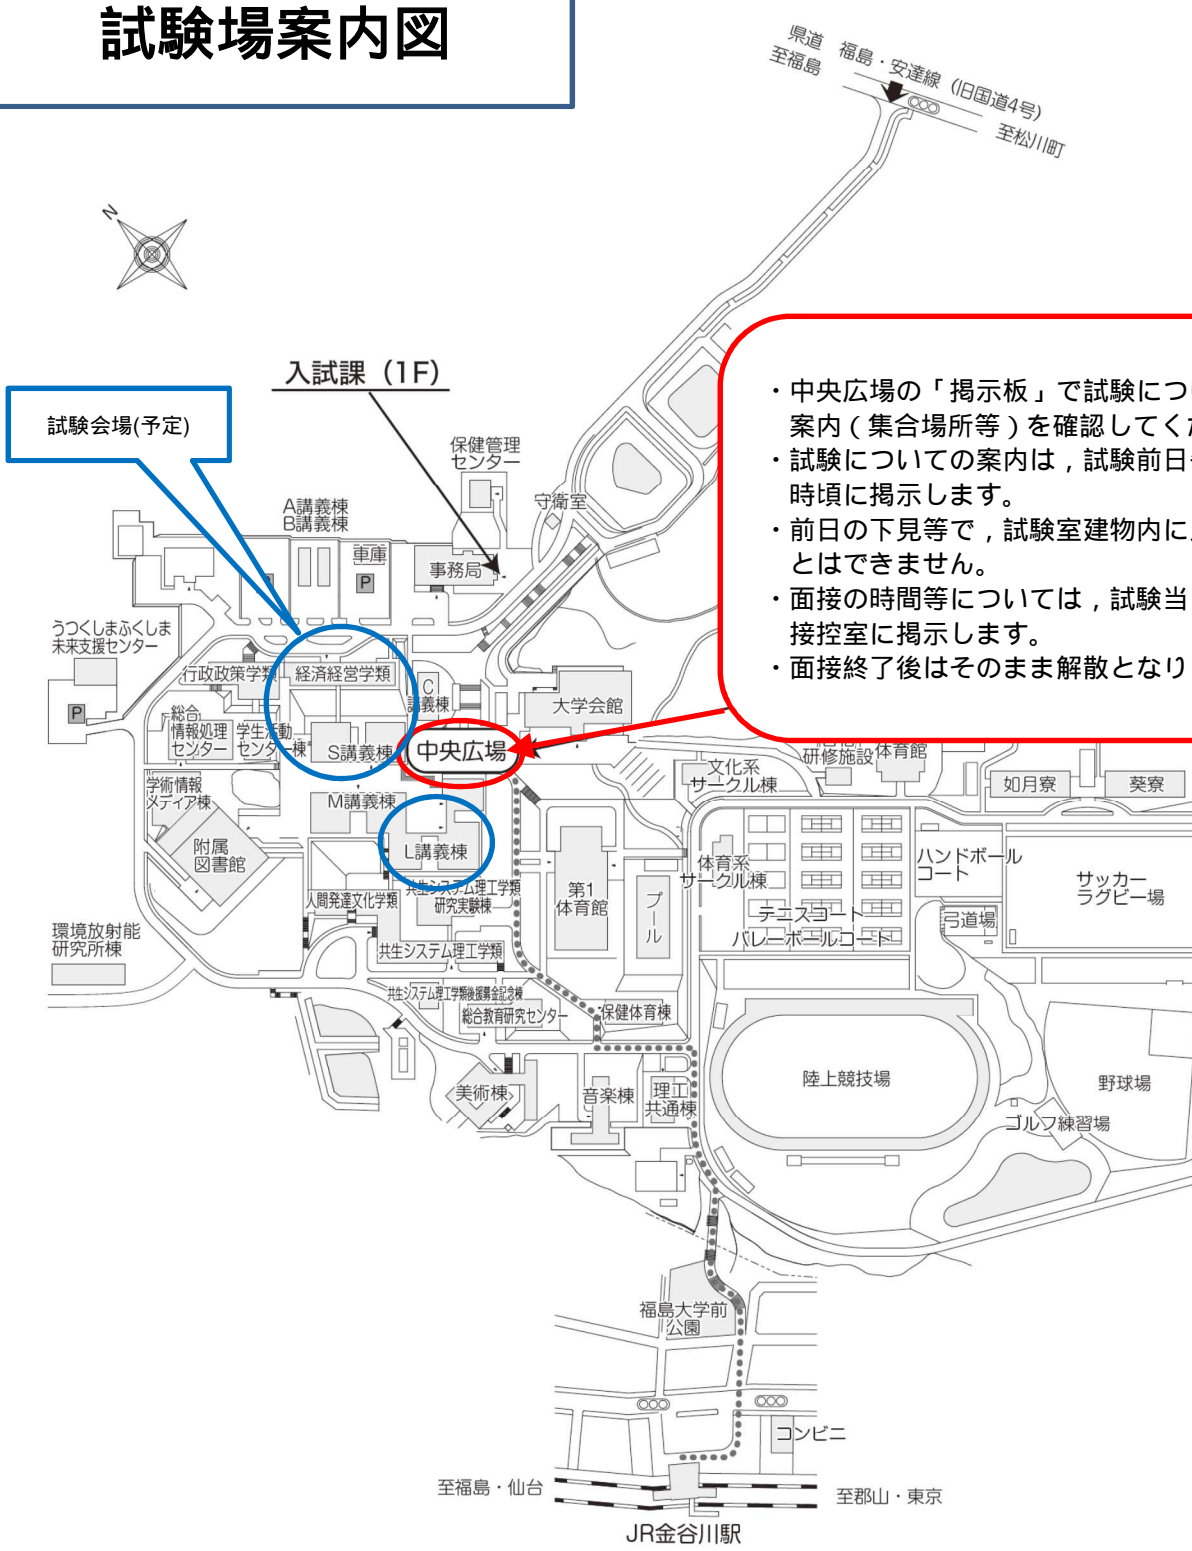 試験場案内図
県道 福島・安達線（旧国道4号）
至福島
至松川町
N
入試課（1F）
試験会場(予定)
・中央広場の「掲示板」で試験につ
案内（集合場所等）を確認してく
・試験についての案内は，試験前日
時頃に掲示します。
・前日の下見等で，試験室建物内に
とはできません。
・面接の時間等については，試験当
接控室に掲示します。
・面接終了後はそのまま解散となり
保健管理
センター
守衛室
A講義棟
B講義棟
車庫
P
P
事務局
うつくしまふくしま
未来支援センター
P
行政政策学類
経済経営学類
C
講義棟
大学会館
総合
情報処理
センター
学生活動
センター棟
S講義棟
中央広場
研修施設
体育館
文化系
サークル棟
如月寮
葵寮
学術情報
メディア棟
M講義棟
附属
図書館
L講義棟
体育系
サークル棟
ハンドボール
コート
サッカー
ラグビー場
人間発達文化学類
共生システム理工学類
研究実験棟
第1
体育館
プール
テニスコート
バレーボールコート
弓道場
環境放射能
研究所棟
共生システム理工学類
共生システム理工学類後援募金記念棟
総合教育研究センター
保健体育棟
美術棟
音楽棟
理工
共通棟
陸上競技場
野球場
ゴルフ練習場
福島大学前
公園
コンビニ
至福島・仙台
至郡山・東京
JR金谷川駅